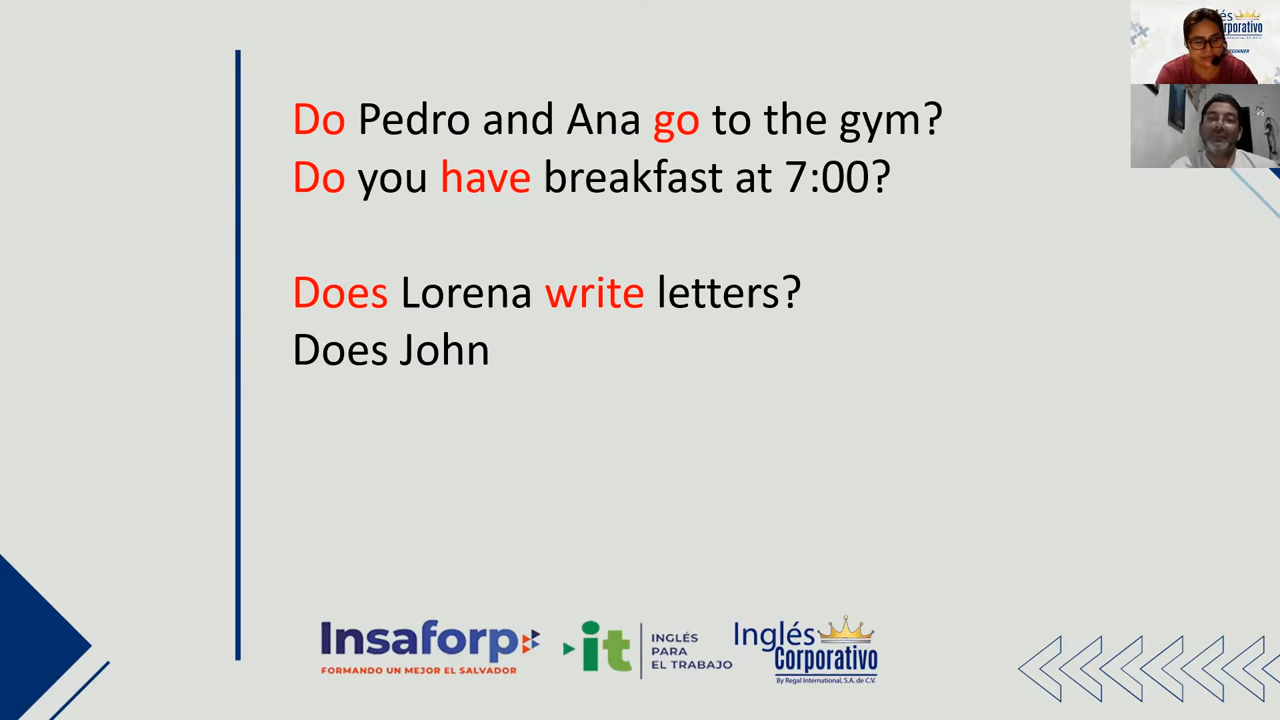 Do Pedro and Ana go to the gym?
Do you have breakfast at 7:00?
Does Lorena write letters?
Does John
Insaforp
FORMANDO UN MEJOR EL SALVADOR
it
INGLÉS
PARA
EL TRABAJO
Inglés
Corporativo
By Regal International, S.A. de C.V.